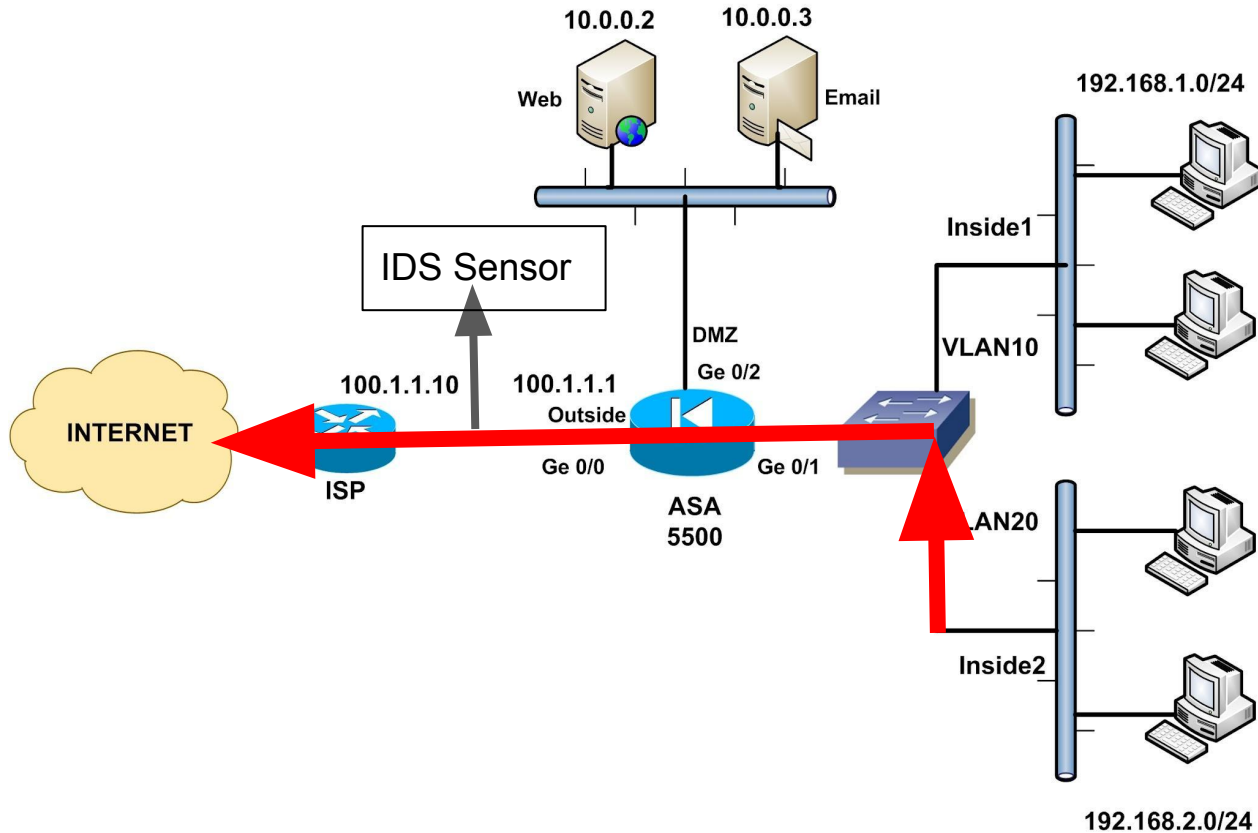 10.0.0.2
10.0.0.3
Web
Email
192.168.1.0/24
Inside1
IDS Sensor
DMZ
VLAN10
Ge 0/2
100.1.1.10
100.1.1.1
Outside
INTERNET
Ge 0/0
Ge 0/1
ISP
ASA
5500
LAN20
Inside2
192.168.2.0/24